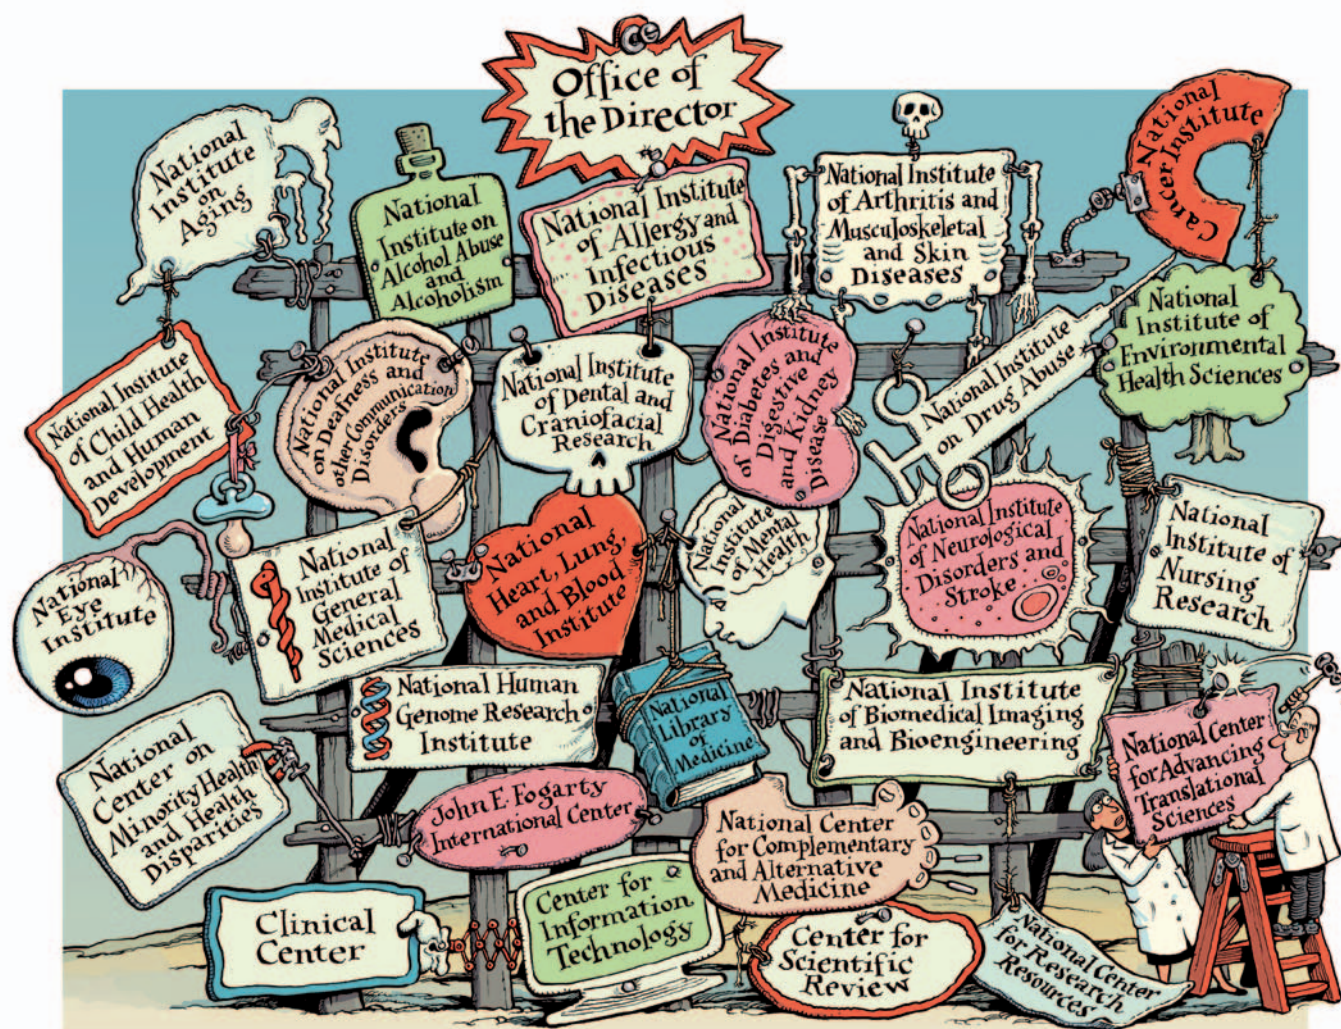 Office of
the Director
National
Institute
on
Aging
National
Institute on
Alcohol Abuse
and
Alcoholism
National Institute
of Allergy and
Infectious
Diseases
National Institute
of Arthritis and
Musculoskeletal
and Skin
Diseases
National
Cancer Institute
National Institute
of Child Health
and Human
Development
National Institute
on Deafness and
other Communication
Disorders
National Institute
of Dental and
Craniofacial
Research
National Institute
of Diabetes and
Digestive
and Kidney
Disease
National Institute
on Drug Abuse
National
Institute of
Environmental
Health Sciences
National
Eye
Institute
National
Institute of
General
Medical
Sciences
National
Heart, Lung,
and Blood
Institute
National
Institute
of Mental
Health
National Institute
of Neurological
Disorders and
Stroke
National
Institute of
Nursing
Research
National Human
Genome Research
Institute
National
Library
of
Medicine
National Institute
of Biomedical Imaging
and Bioengineering
National Center
for Advancing
Translational
Sciences
National
Center on
Minority Health
and Health
Disparities
John E. Fogarty
International Center
National Center
for Complementary
and Alternative
Medicine
Clinical
Center
Center for
Information
Technology
Center for
Scientific
Review
National Center
for Research
Resources